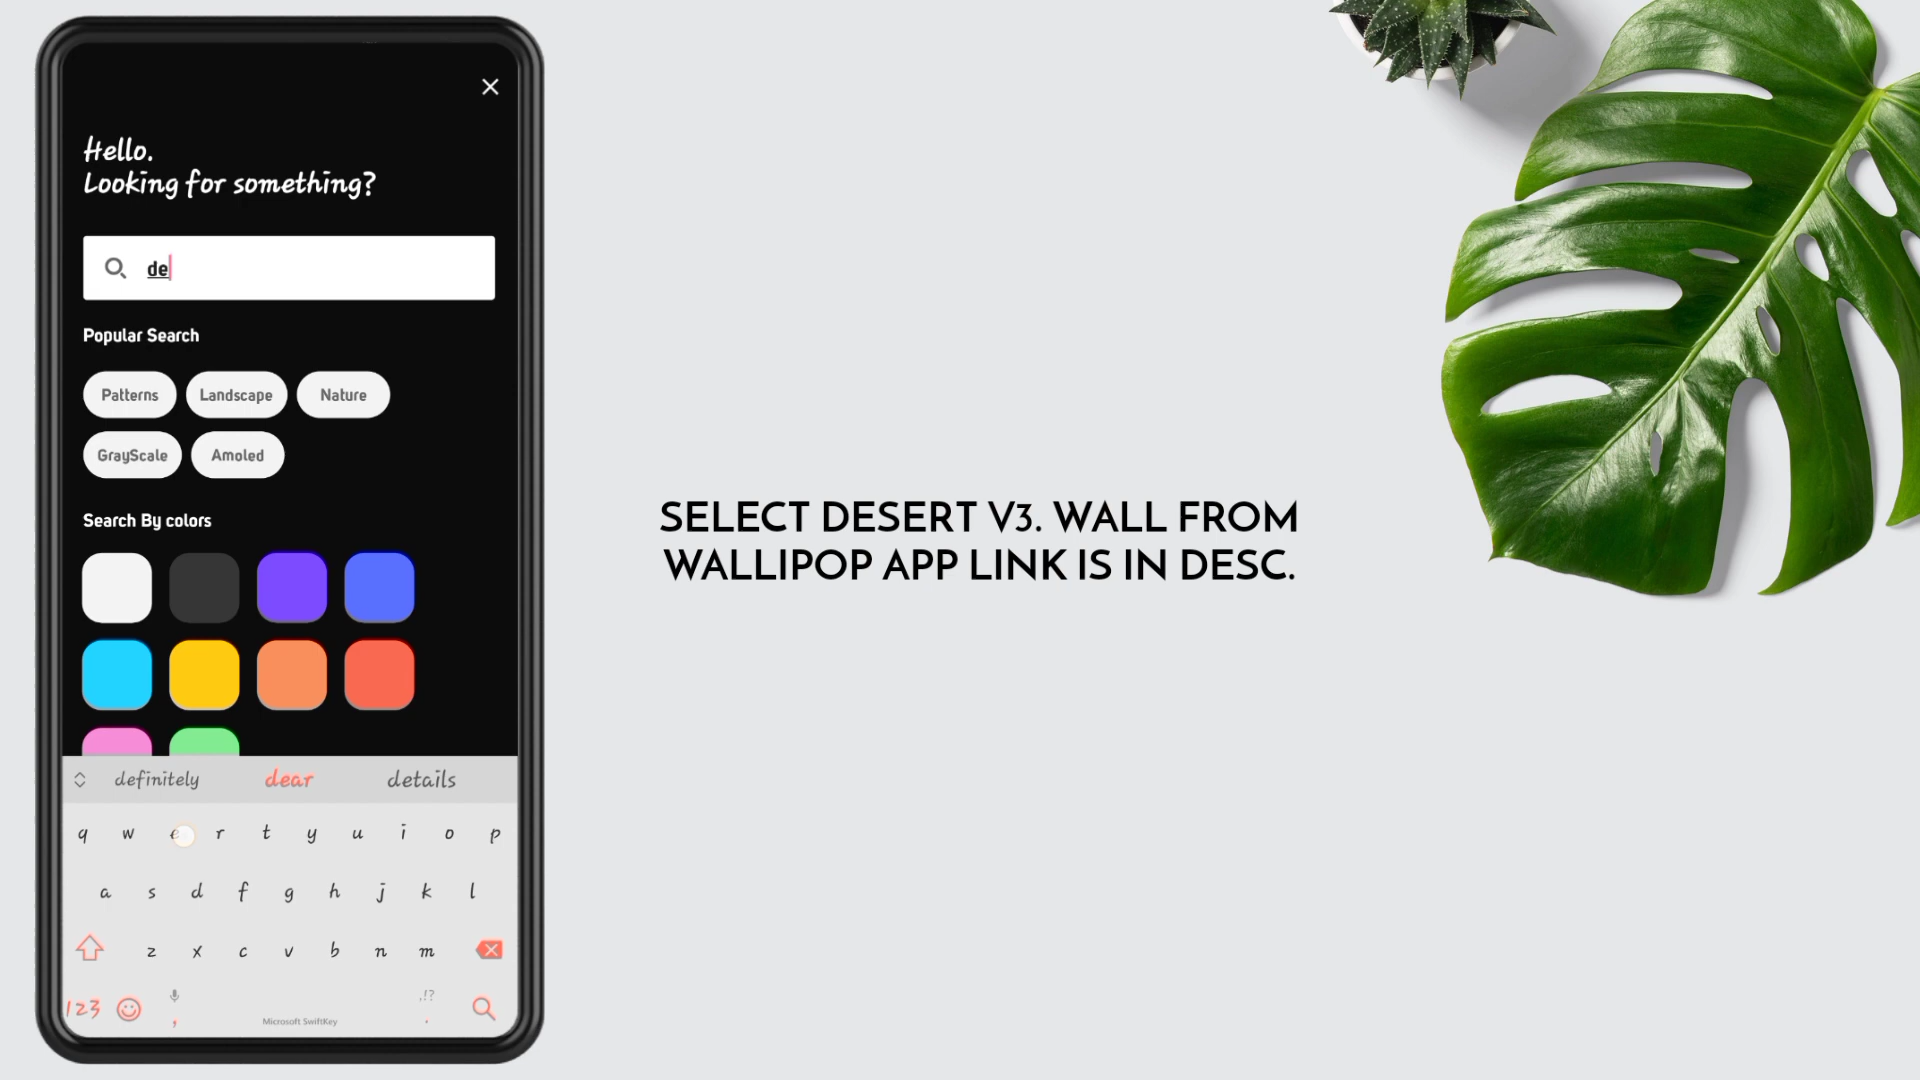 Hello.
Looking for something?
de
Popular Search
Patterns Landscape Nature
GrayScale Amoled
Search By colors
definitely dear details
q w e r t y u i o p
a s d f g h j k l
z x c v b n m
,!?
123 , Microsoft SwiftKey .
SELECT DESERT V3. WALL FROM
WALLIPOP APP LINK IS IN DESC.